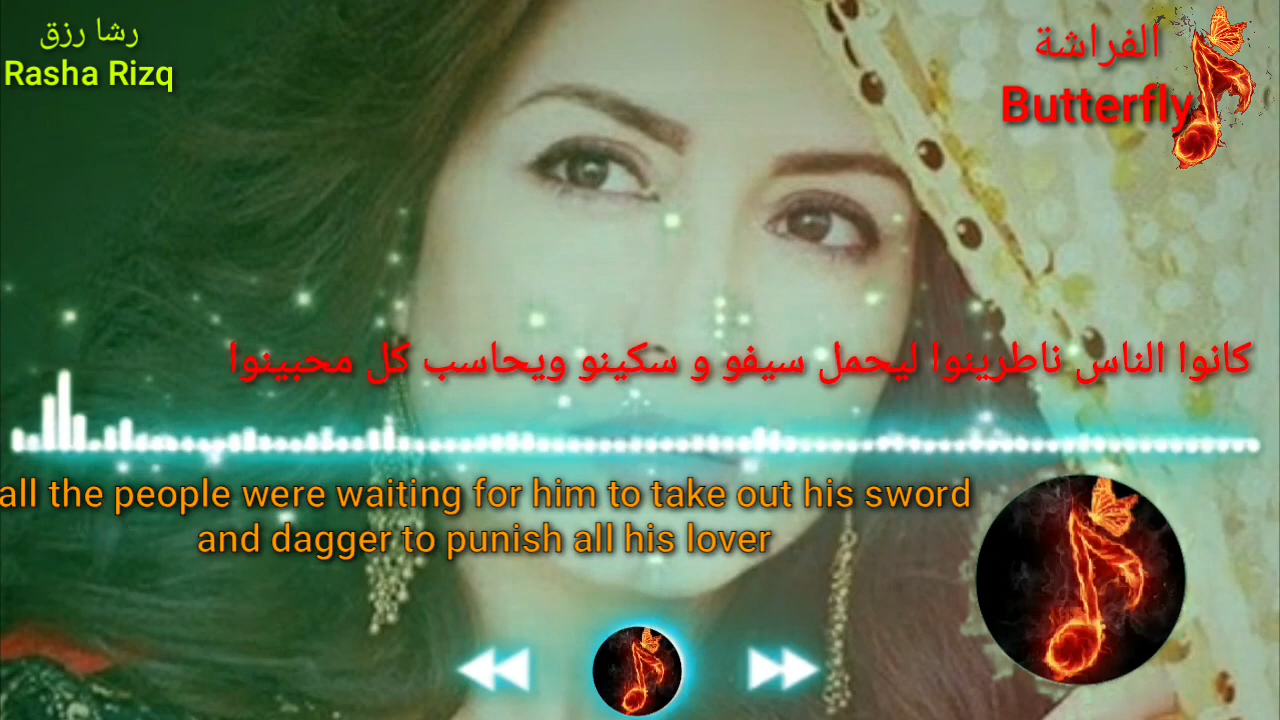 رشا رزق
Rasha Rizq
الفراشة
Butterfly
كانوا الناس ناطرينوا ليحمل سيفو و سكينو ويحاسب كل محبينوا
all the people were waiting for him to take out his sword
and dagger to punish all his lover